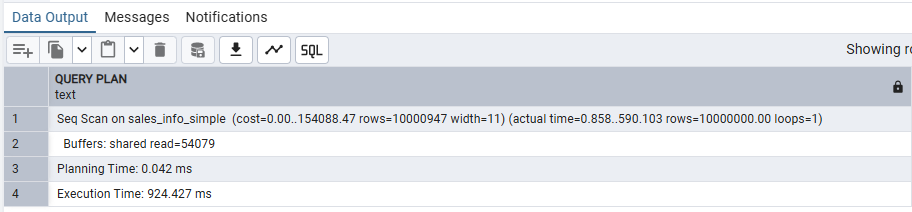 Data Output Messages Notifications
SQL Showing r
QUERY PLAN
text
1 Seq Scan on sales_info_simple (cost=0.00..154088.47 rows=10000947 width=11) (actual time=0.858..590.103 rows=10000000.00 loops=1)
2 Buffers: shared read=54079
3 Planning Time: 0.042 ms
4 Execution Time: 924.427 ms